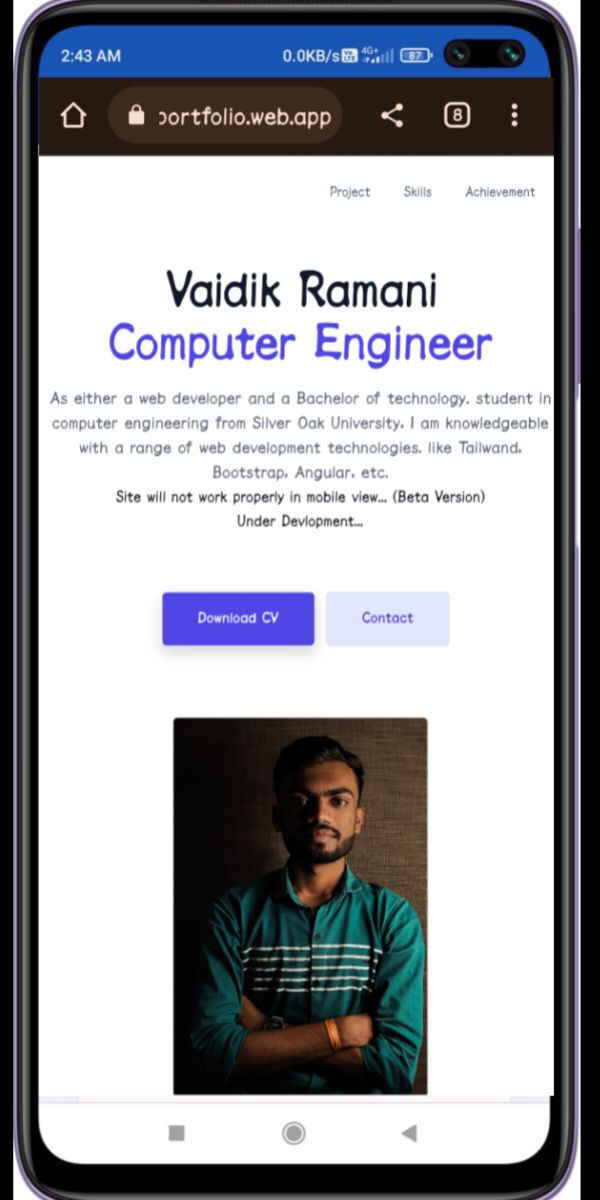 2:43 AM 0.0KB/s Vo LTE 4G+ 87
portfolio.web.app 8
Project Skills Achievement
Vaidik Ramani
Computer Engineer
As either a web developer and a Bachelor of technology. student in
computer engineering from Silver Oak University, I am knowledgeable
with a range of web development technologies. like Tailwand,
Bootstrap, Angular, etc.
Site will not work properly in mobile view... (Beta Version)
Under Devlopment...
Download CV Contact